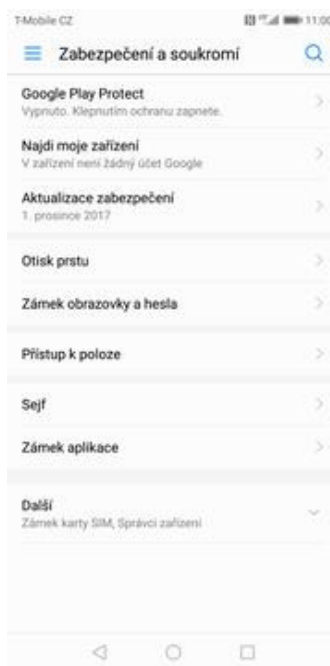 T-Mobile CZ 11:00
Zabezpečení a soukromí
Google Play Protect
Vypnuto. Klepnutím ochranu zapnete.
Najdi moje zařízení
V zařízení není žádný účet Google
Aktualizace zabezpečení
1. prosince 2017
Otisk prstu
Zámek obrazovky a hesla
Přístup k poloze
Sejf
Zámek aplikace
Další
Zámek karty SIM, Správci zařízení